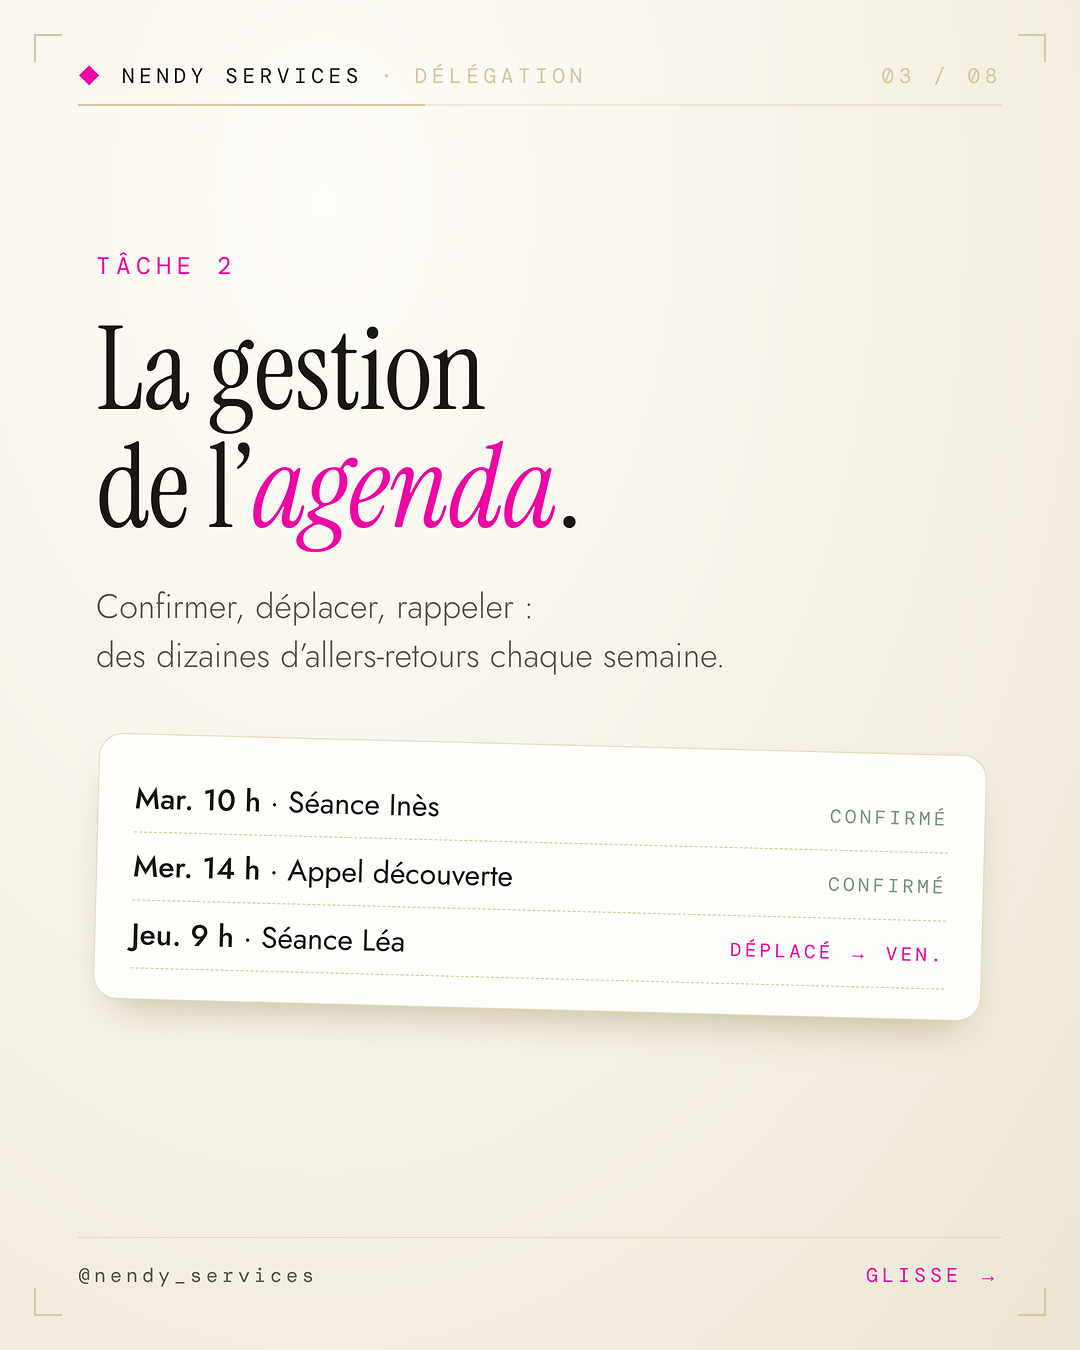 ◆ NENDY SERVICES · DÉLÉGATION 03 / 08
TÂCHE 2
La gestion
de l’agenda.
Confirmer, déplacer, rappeler :
des dizaines d’allers-retours chaque semaine.
Mar. 10 h · Séance Inès CONFIRMÉ
Mer. 14 h · Appel découverte CONFIRMÉ
Jeu. 9 h · Séance Léa DÉPLACÉ → VEN.
@nendy_services GLISSE →